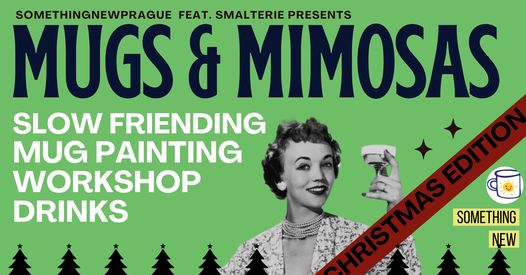 SOMETHINGNEWPRAGUE FEAT. SMALTERIE PRESENTS
MUGS & MIMOSAS
SLOW FRIENDING
MUG PAINTING
WORKSHOP
DRINKS
CHRISTMAS EDITION
SOMETHING
NEW